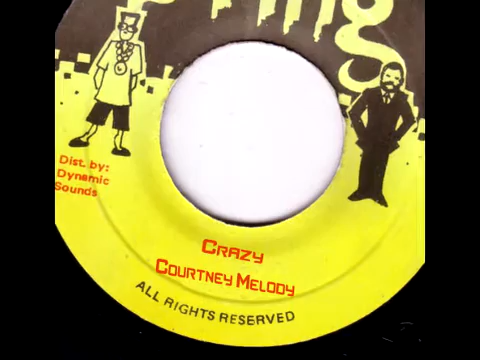 Dist. by:
Dynamic
Sounds
Crazy
Courtney Melody
ALL RIGHTS RESERVED